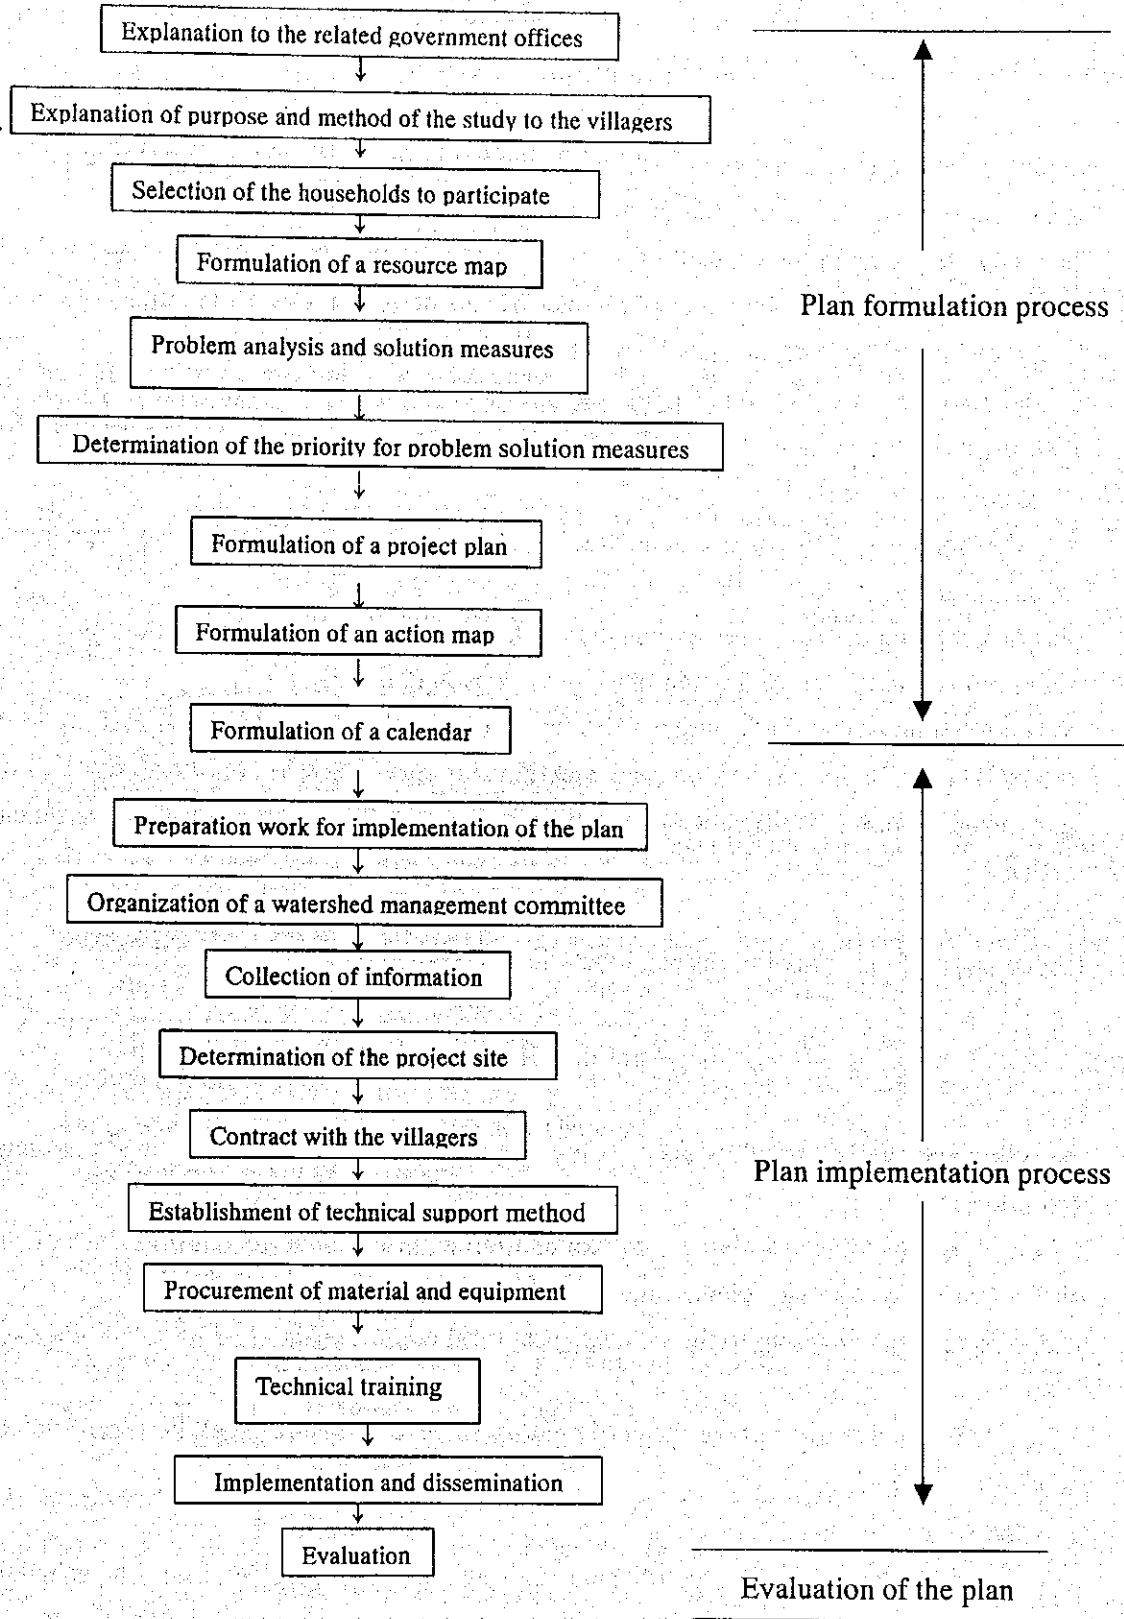 Explanation to the related government offices
Explanation of purpose and method of the study to the villagers
Selection of the households to participate
Formulation of a resource map
Plan formulation process
Problem analysis and solution measures
Determination of the priority for problem solution measures
Formulation of a project plan
Formulation of an action map
Formulation of a calendar
Preparation work for implementation of the plan
Organization of a watershed management committee
Collection of information
Determination of the project site
Contract with the villagers
Plan implementation process
Establishment of technical support method
Procurement of material and equipment
Technical training
Implementation and dissemination
Evaluation
Evaluation of the plan